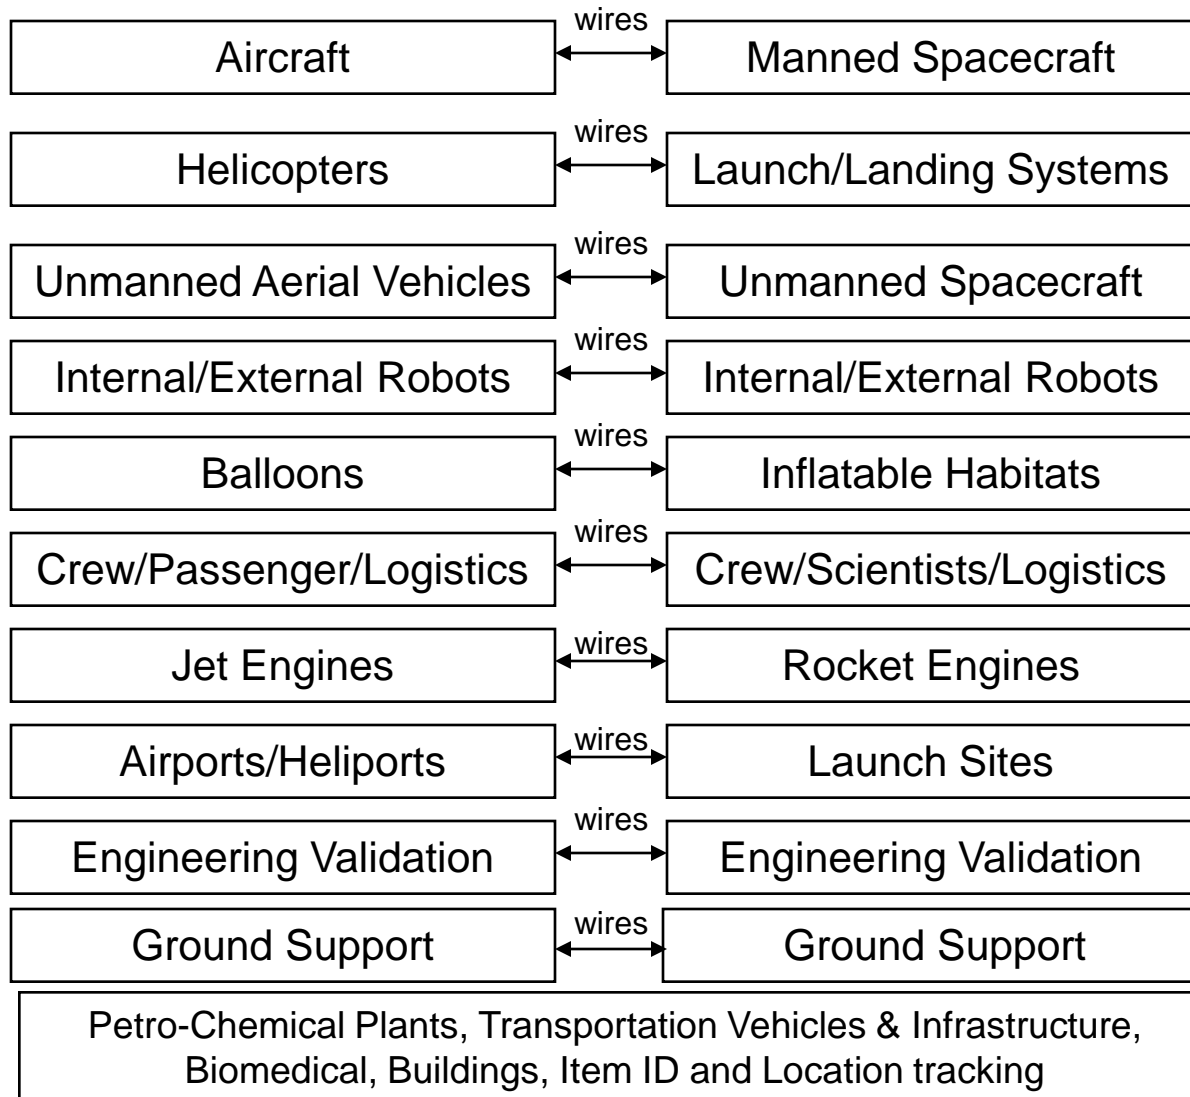 wires
Aircraft
Manned Spacecraft
wires
Helicopters
Launch/Landing Systems
wires
Unmanned Aerial Vehicles
Unmanned Spacecraft
wires
Internal/External Robots
Internal/External Robots
wires
Balloons
Inflatable Habitats
wires
Crew/Passenger/Logistics
Crew/Scientists/Logistics
wires
Jet Engines
Rocket Engines
wires
Airports/Heliports
Launch Sites
wires
Engineering Validation
Engineering Validation
wires
Ground Support
Ground Support
Petro-Chemical Plants, Transportation Vehicles & Infrastructure,
Biomedical, Buildings, Item ID and Location tracking